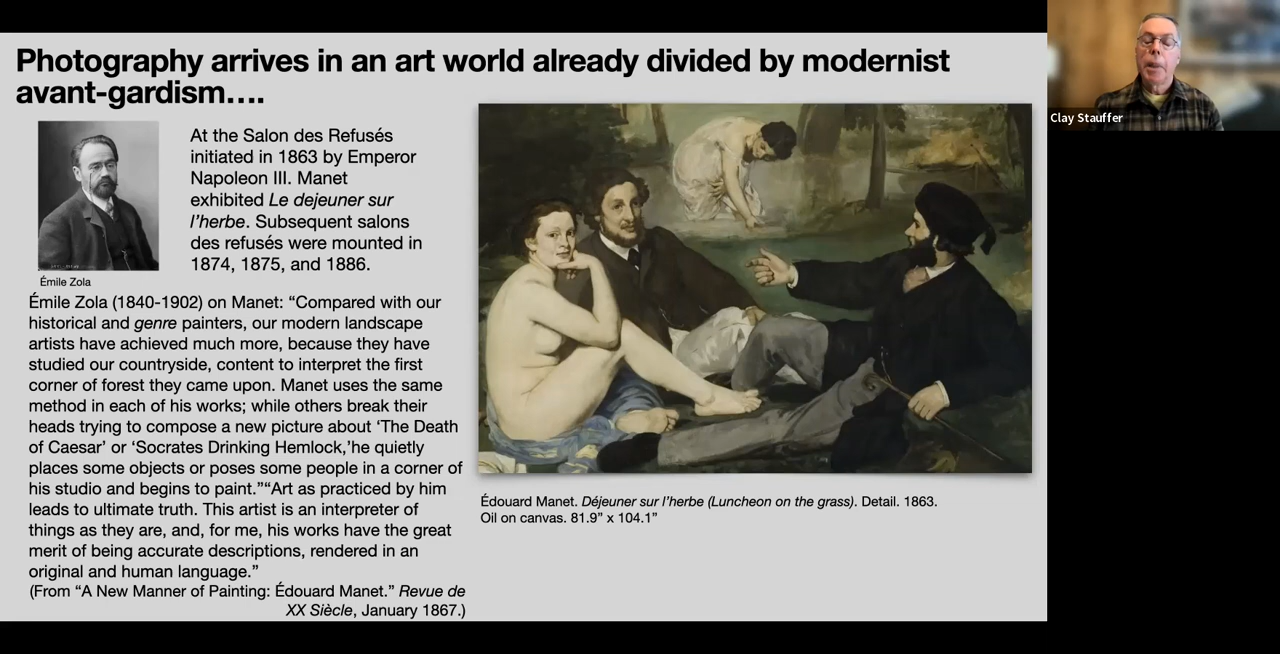 Photography arrives in an art world already divided by modernist
avant-gardism….
At the Salon des Refusés
initiated in 1863 by Emperor
Napoleon III. Manet
exhibited Le dejeuner sur
l’herbe. Subsequent salons
des refusés were mounted in
1874, 1875, and 1886.
Émile Zola
Émile Zola (1840-1902) on Manet: “Compared with our
historical and genre painters, our modern landscape
artists have achieved much more, because they have
studied our countryside, content to interpret the first
corner of forest they came upon. Manet uses the same
method in each of his works; while others break their
heads trying to compose a new picture about ‘The Death
of Caesar’ or ‘Socrates Drinking Hemlock,’he quietly
places some objects or poses some people in a corner of
his studio and begins to paint.”“Art as practiced by him
leads to ultimate truth. This artist is an interpreter of
things as they are, and, for me, his works have the great
merit of being accurate descriptions, rendered in an
original and human language.”
(From “A New Manner of Painting: Édouard Manet.” Revue de
XX Siècle, January 1867.)
Édouard Manet. Déjeuner sur l’herbe (Luncheon on the grass). Detail. 1863.
Oil on canvas. 81.9” x 104.1”
Clay Stauffer